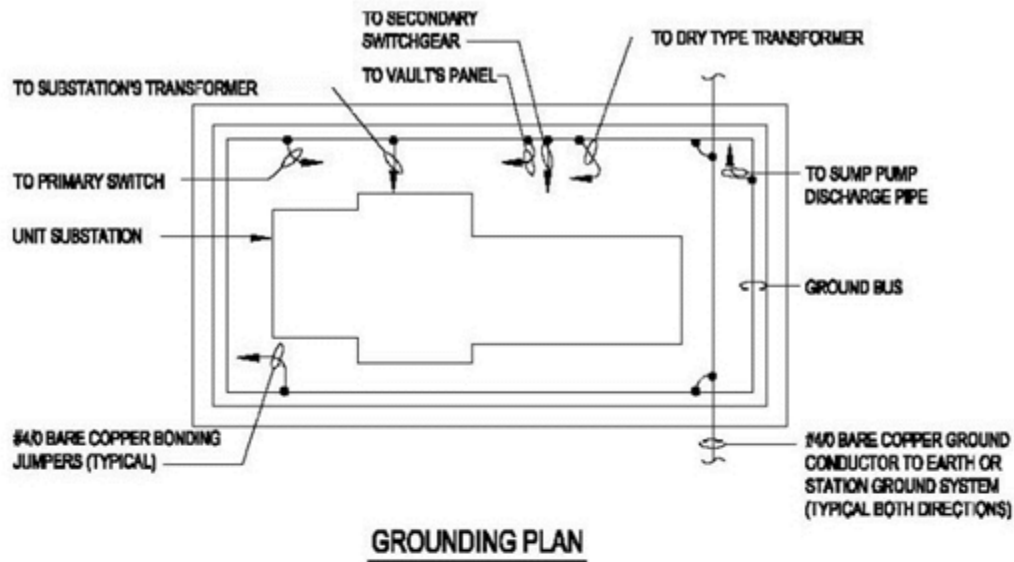 TO SECONDARY
SWITCHGEAR
TO DRY TYPE TRANSFORMER
TO VAULT'S PANEL
TO SUBSTATION'S TRANSFORMER
TO PRIMARY SWITCH
TO SUMP PUMP
DISCHARGE PIPE
UNIT SUBSTATION
GROUND BUS
#4/0 BARE COPPER BONDING
JUMPERS (TYPICAL)
#4/0 BARE COPPER GROUND
CONDUCTOR TO EARTH OR
STATION GROUND SYSTEM
(TYPICAL BOTH DIRECTIONS)
GROUNDING PLAN